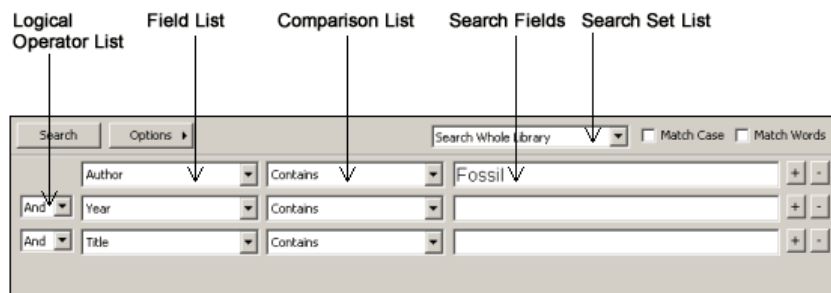 Logical Operator List Field List Comparison List Search Fields Search Set List
Search Options Search Whole Library Match Case Match Words
Author Contains Fossil + -
And Year Contains + -
And Title Contains + -